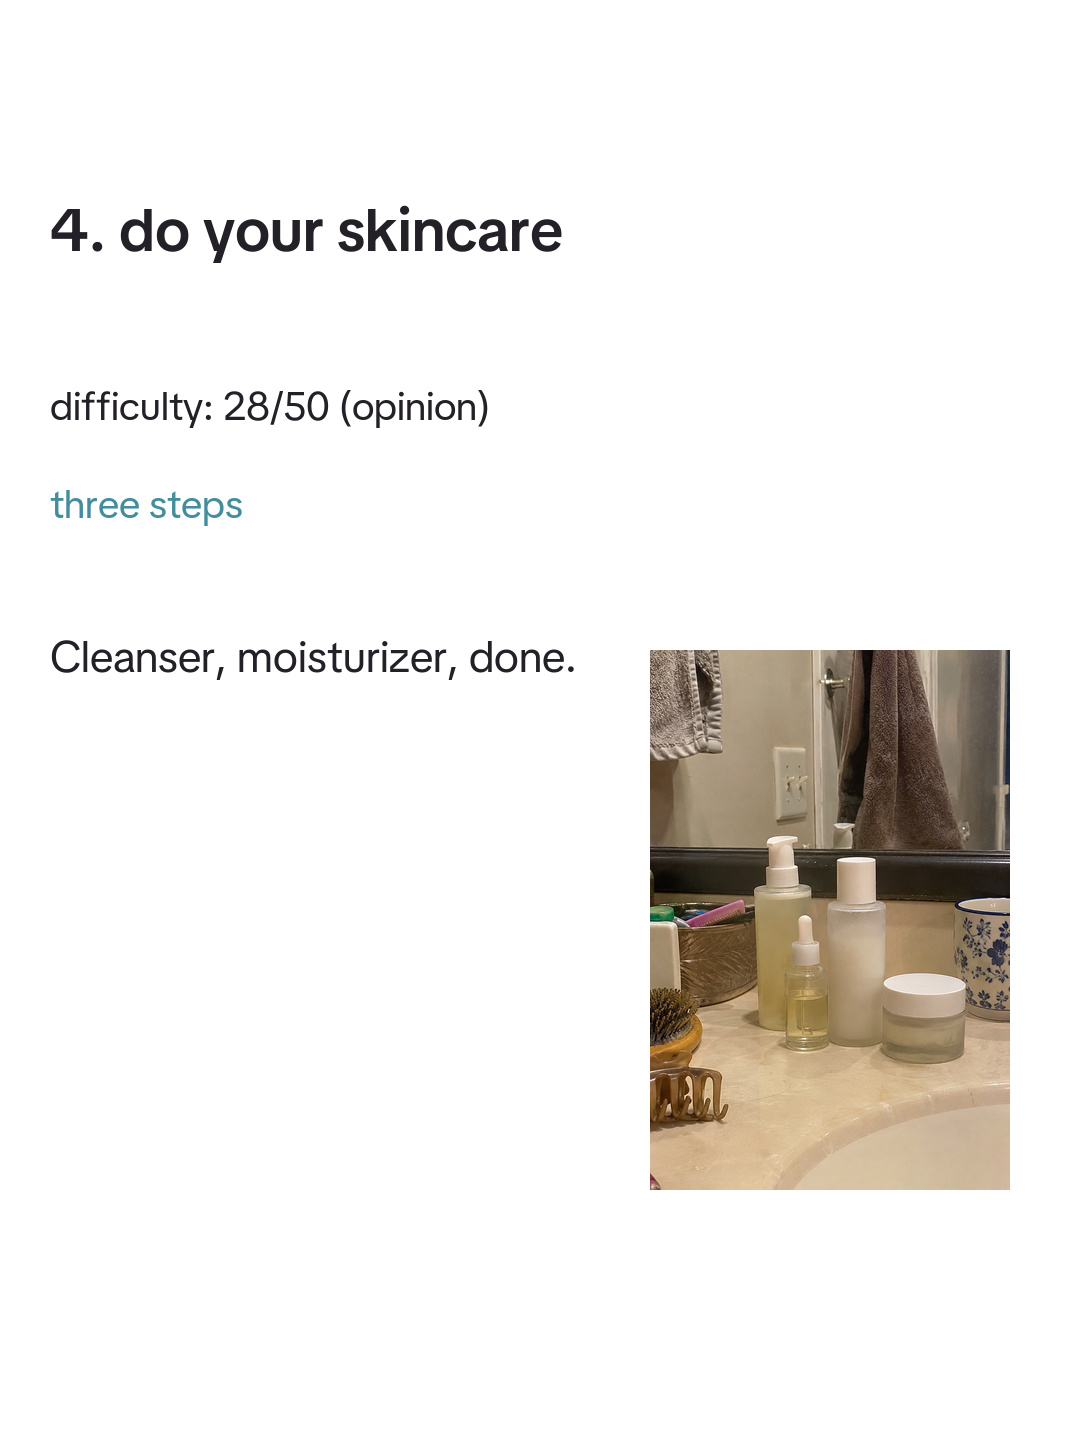 4. do your skincare
difficulty: 28/50 (opinion)
three steps
Cleanser, moisturizer, done.